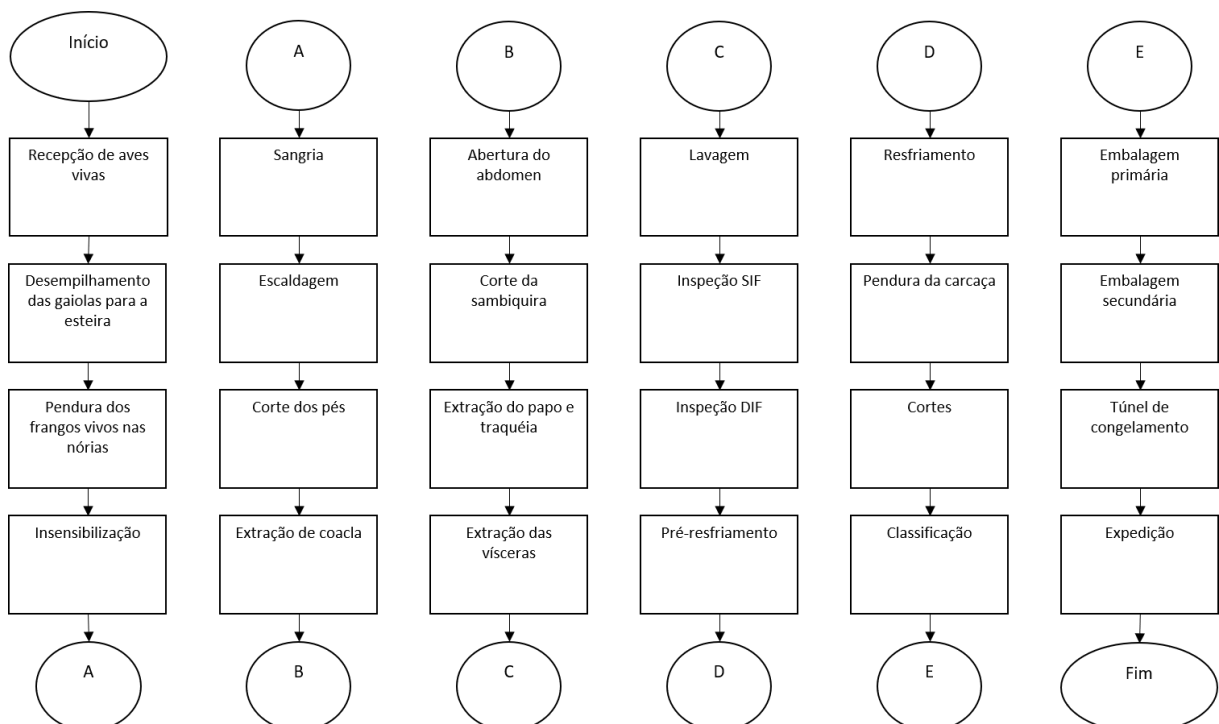 Início
Recepção de aves
vivas
Desempilhamento
das gaiolas para a
esteira
Pendura dos
frangos vivos nas
nórias
Insensibilização
A
A
Sangria
Escaldagem
Corte dos pés
Extração de coacla
B
B
Abertura do
abdomen
Corte da
sambiquira
Extração do papo e
traquéia
Extração das
vísceras
C
C
Lavagem
Inspeção SIF
Inspeção DIF
Pré-resfriamento
D
D
Resfriamento
Pendura da carcaça
Cortes
Classificação
E
E
Embalagem
primária
Embalagem
secundária
Túnel de
congelamento
Expedição
Fim